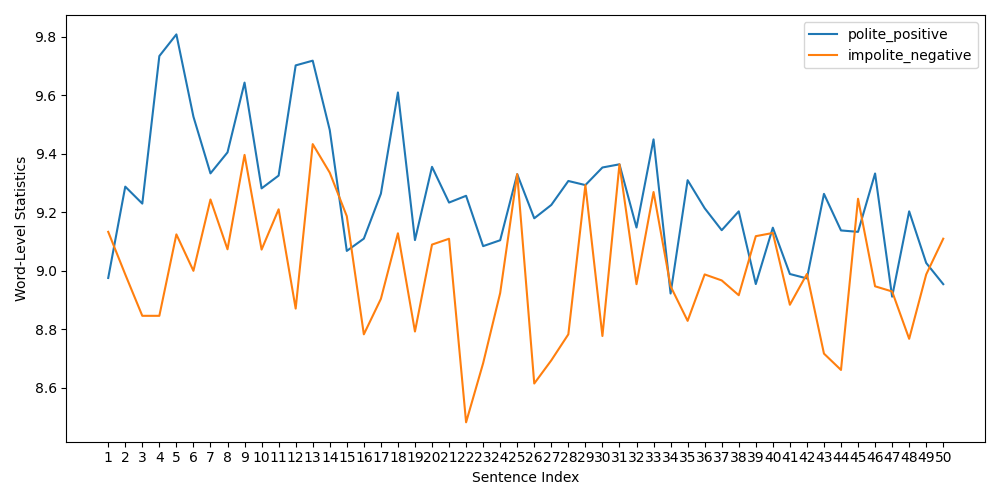 polite_positive
impolite_negative
9.8
9.6
9.4
9.2
9.0
8.8
8.6
Word-Level Statistics
1 2 3 4 5 6 7 8 9 10 11 12 13 14 15 16 17 18 19 20 21 22 23 24 25 26 27 28 29 30 31 32 33 34 35 36 37 38 39 40 41 42 43 44 45 46 47 48 49 50
Sentence Index